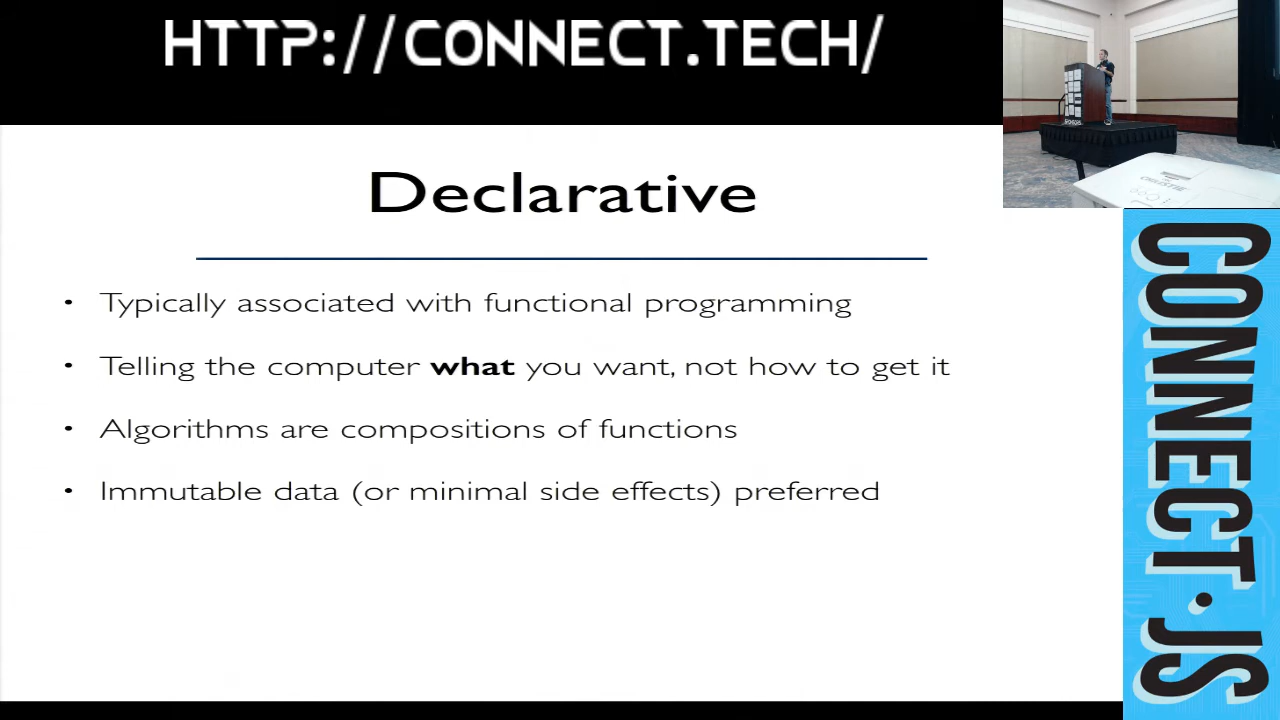 HTTP://CONNECT.TECH/
Declarative
• Typically associated with functional programming
• Telling the computer what you want, not how to get it
• Algorithms are compositions of functions
• Immutable data (or minimal side effects) preferred
CHRISTIE
CONNECT.JS